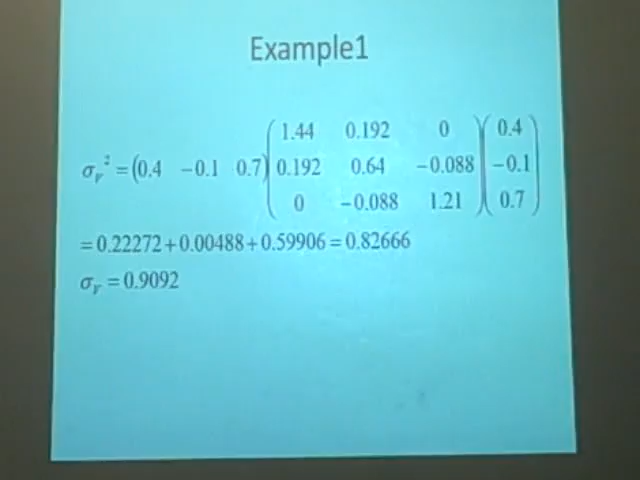 Example1
σ_r² = (0.4 −0.1 0.7) (1.44 0.192 0
0.192 0.64 −0.088
0 −0.088 1.21) (0.4
−0.1
0.7)
= 0.22272 + 0.00488 + 0.59906 = 0.82666
σ_r = 0.9092